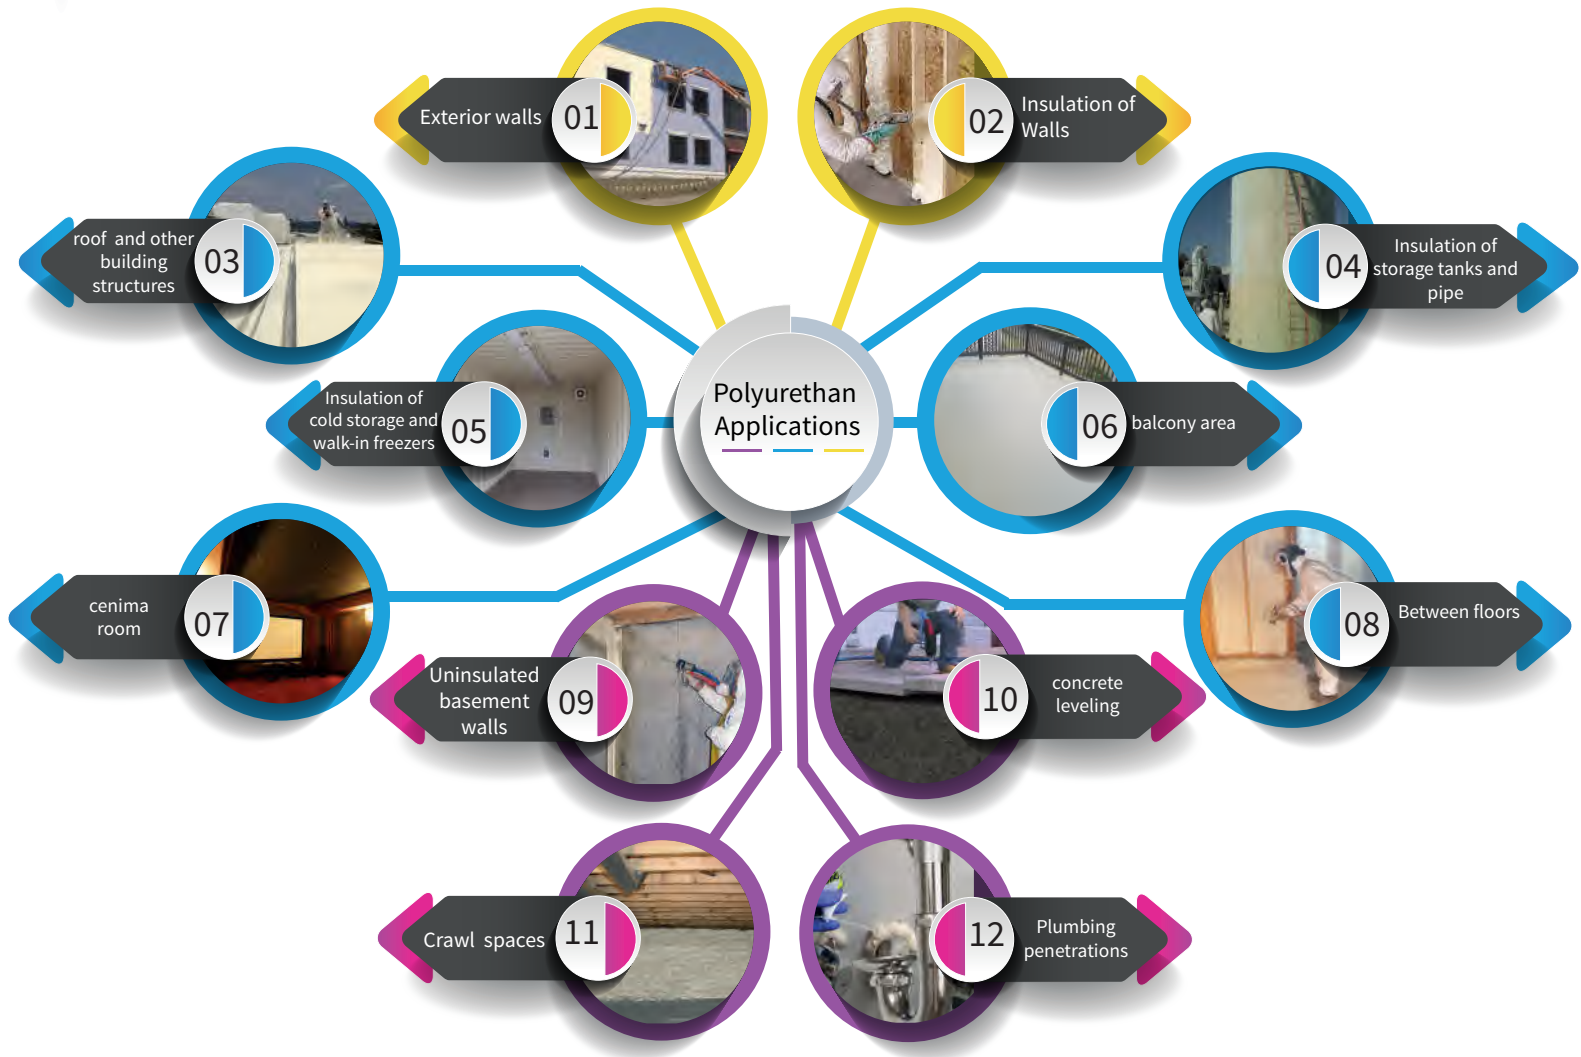 Exterior walls
01
02
Insulation of
Walls
roof and other
building
structures
03
04
Insulation of
storage tanks and
pipe
Polyurethan
Applications
Insulation of
cold storage and
walk-in freezers
05
06
balcony area
cenima
room
07
08
Between floors
Uninsulated
basement
walls
09
10
concrete
leveling
Crawl spaces
11
12
Plumbing
penetrations